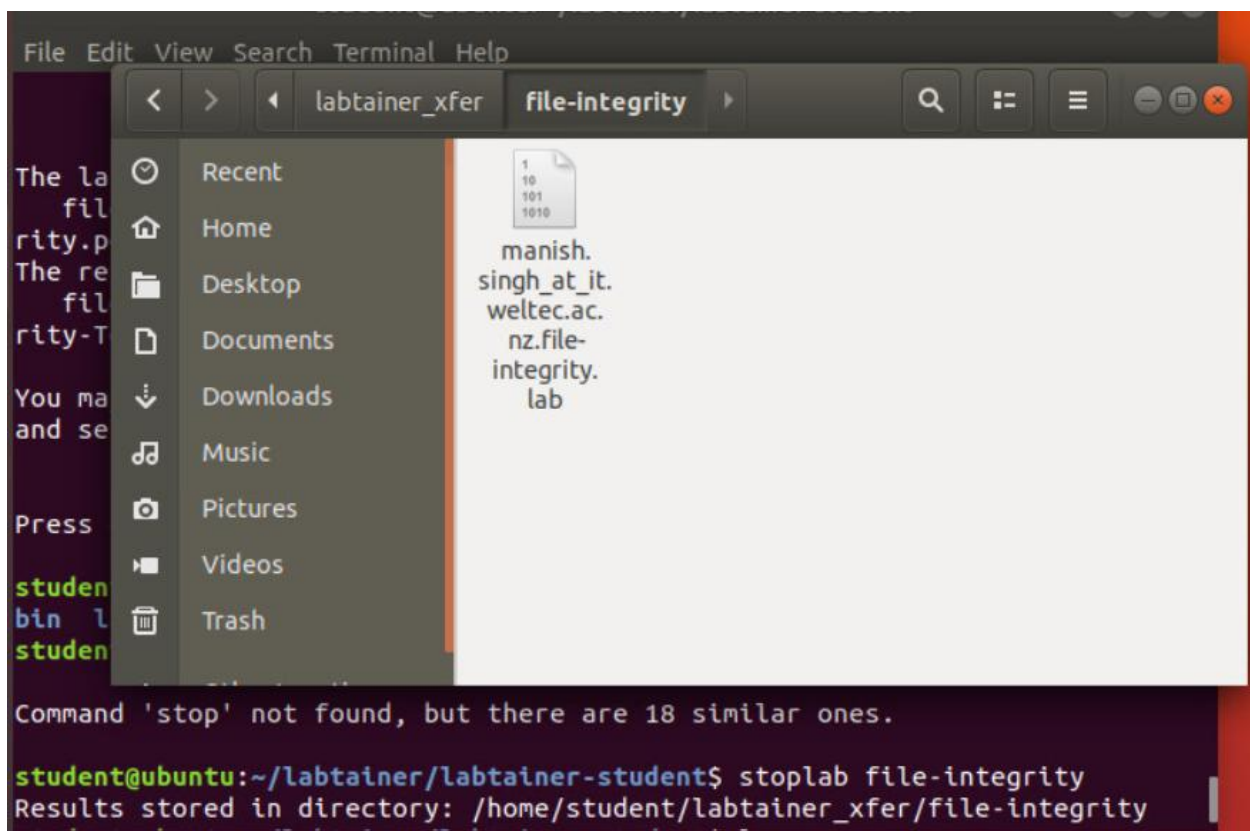 File Edit View Search Terminal Help
labtainer_xfer file-integrity
Recent
Home
Desktop
Documents
Downloads
Music
Pictures
Videos
Trash
manish.
singh_at_it.
weltec.ac.
nz.file-
integrity.
lab
The la
fil
rity.p
The re
fil
rity-T
You ma
and se
Press
studen
bin l
studen
Command 'stop' not found, but there are 18 similar ones.
student@ubuntu:~/labtainer/labtainer-student$ stoplab file-integrity
Results stored in directory: /home/student/labtainer_xfer/file-integrity